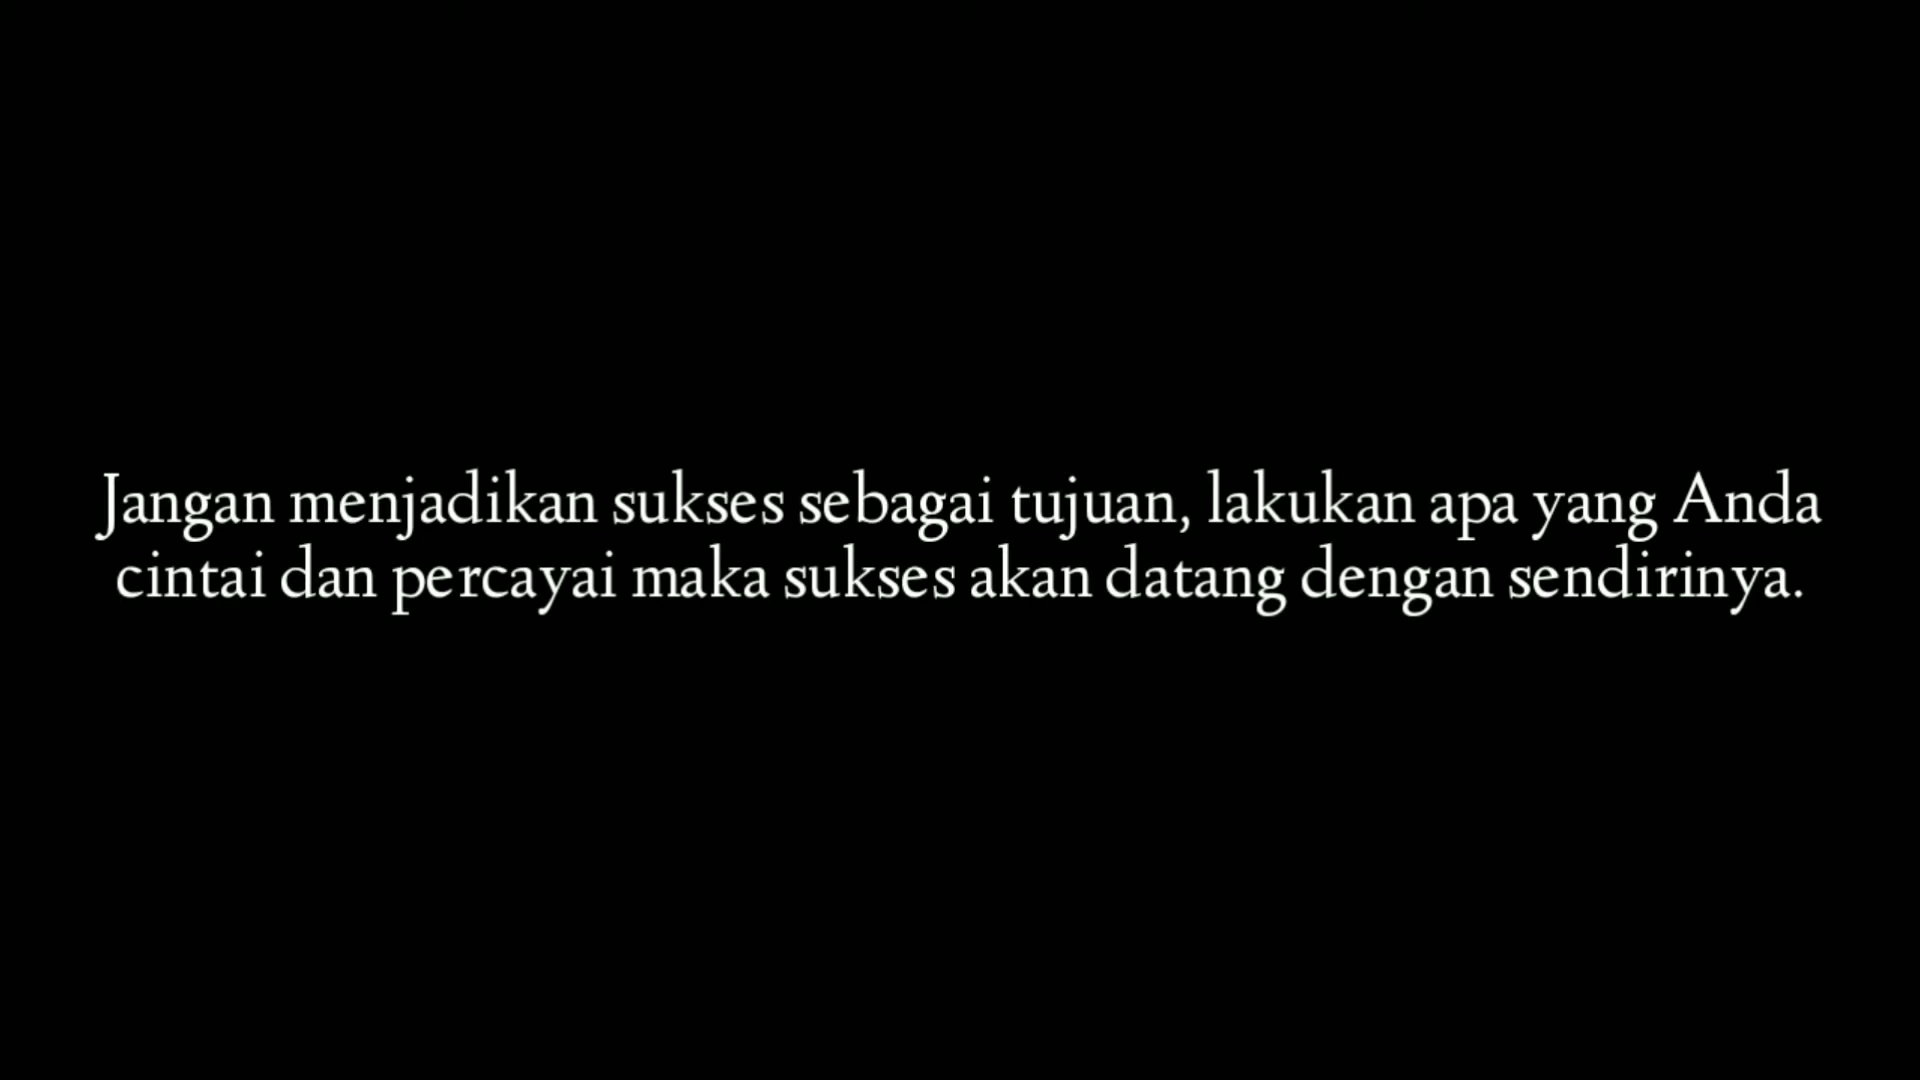 Jangan menjadikan sukses sebagai tujuan, lakukan apa yang Anda
cintai dan percayai maka sukses akan datang dengan sendirinya.